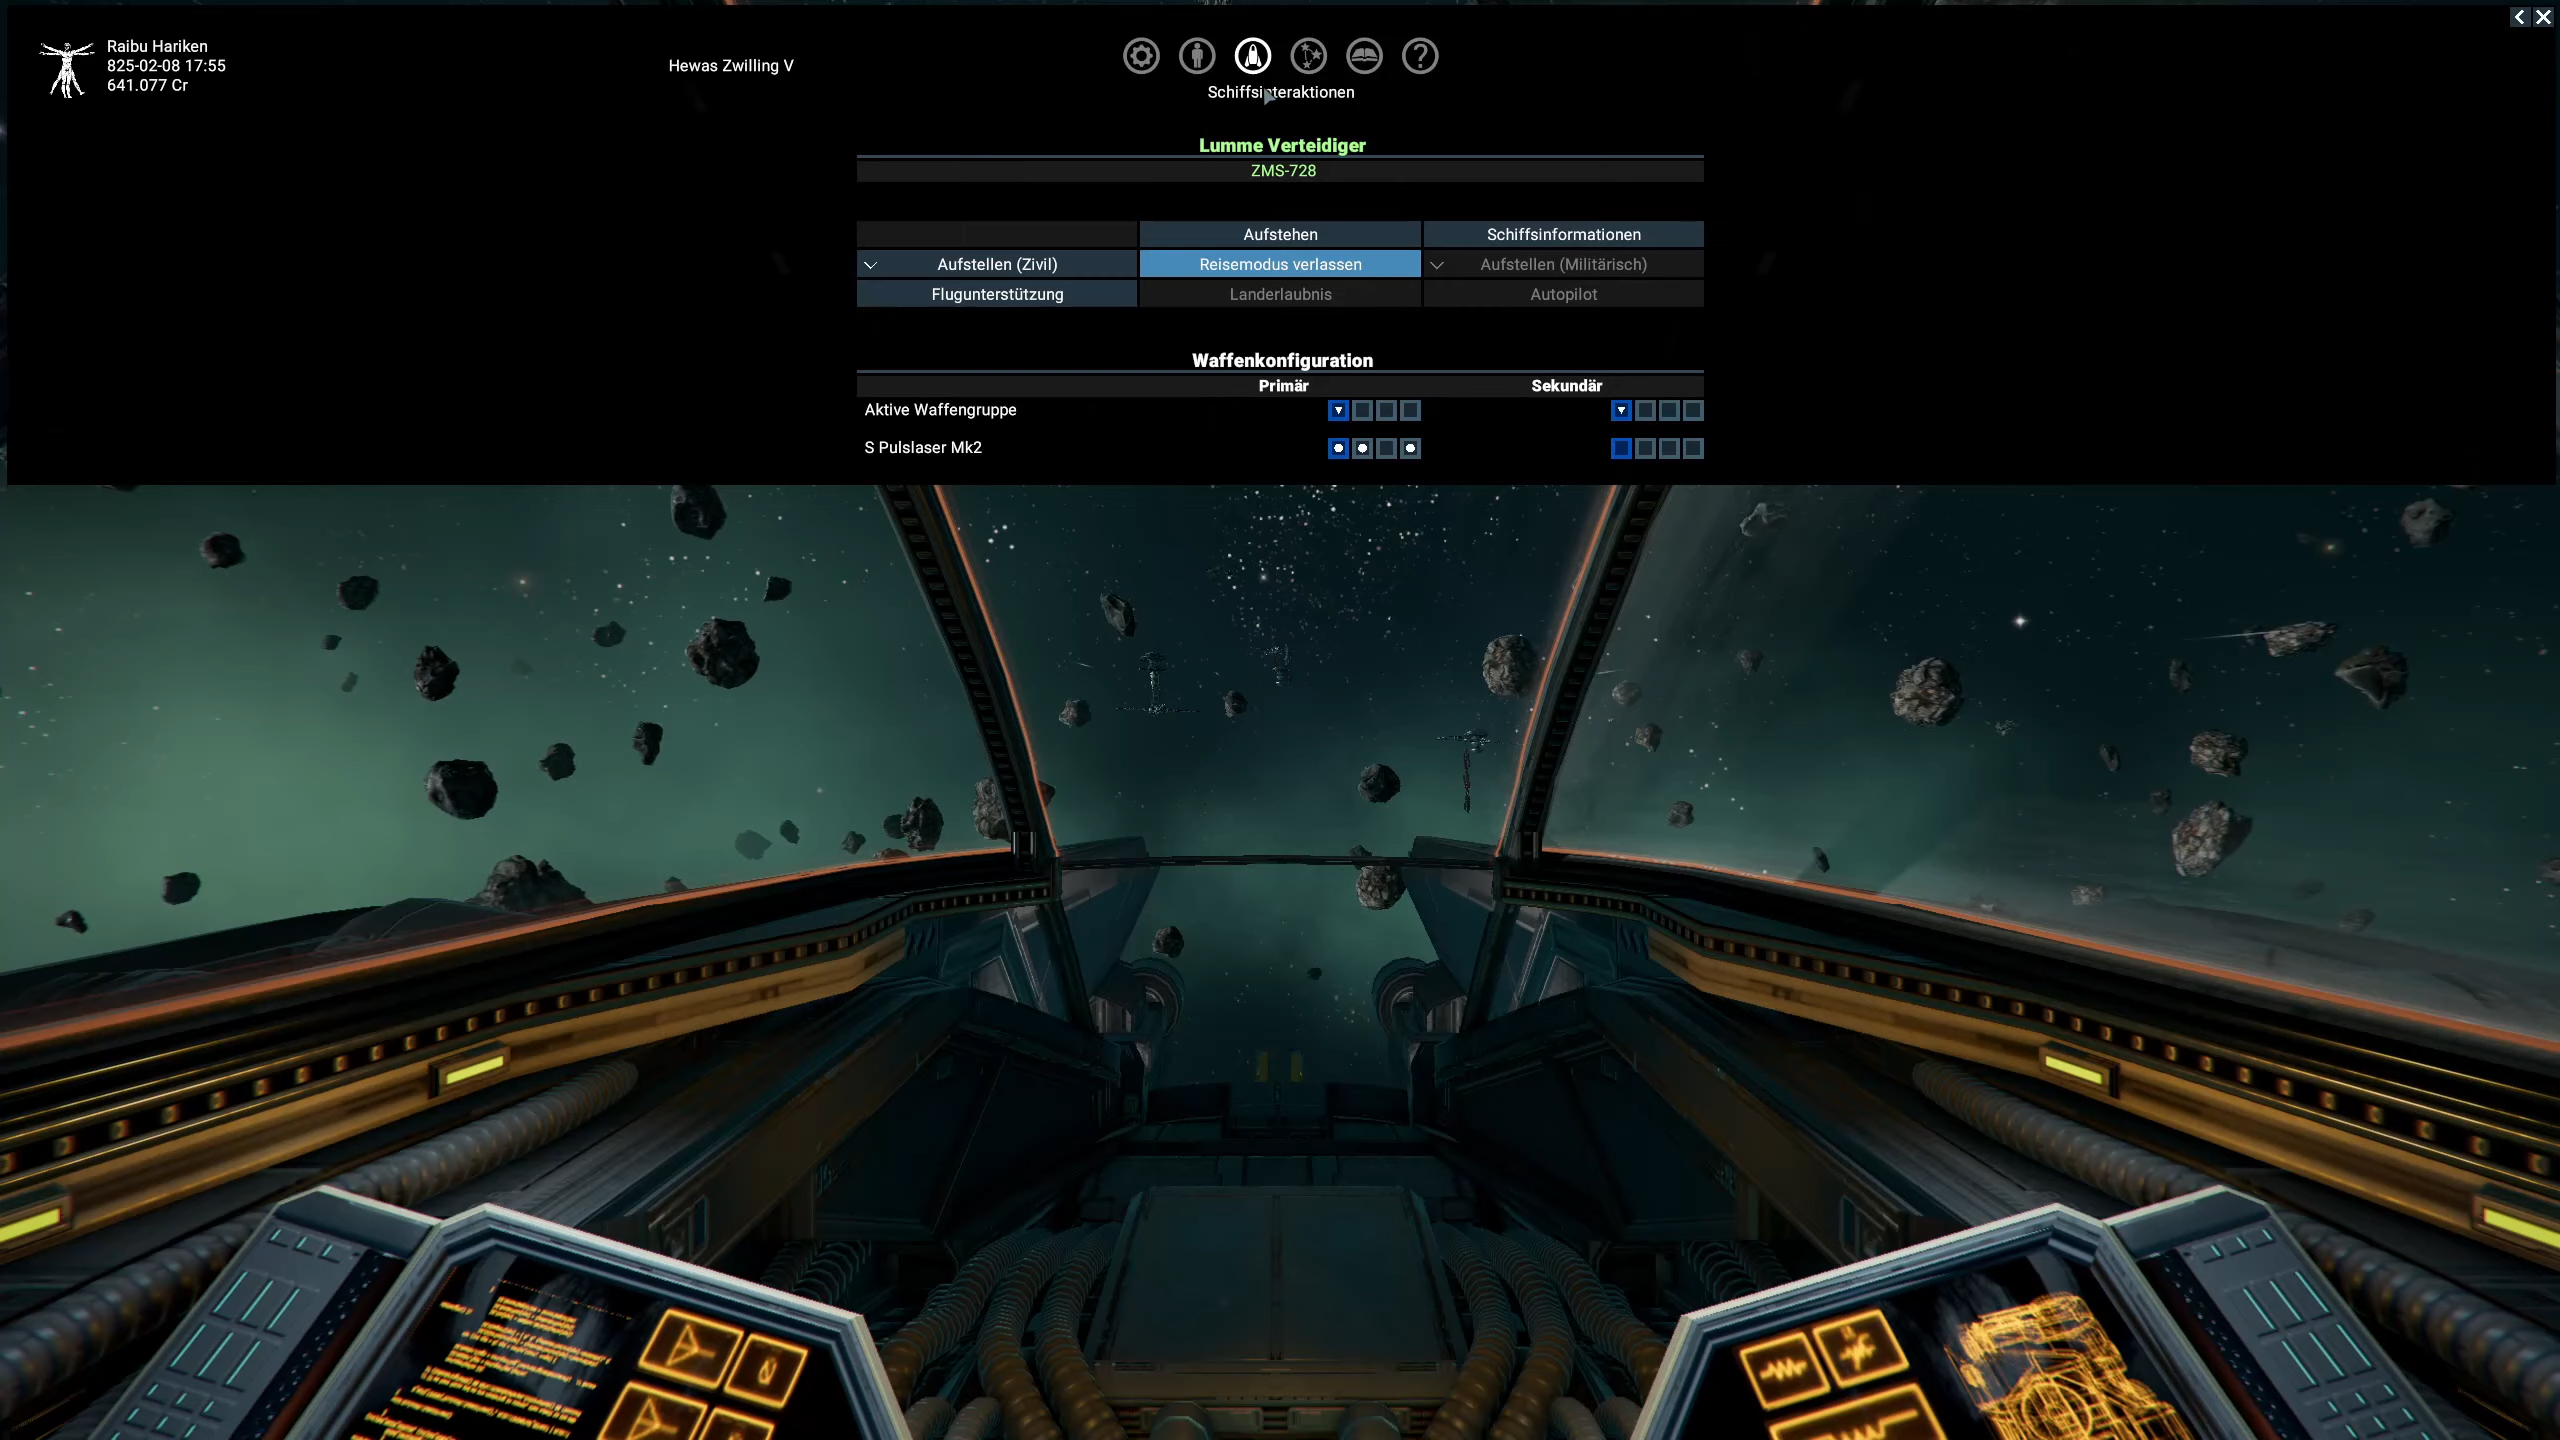 Raibu Hariken
825-02-08 17:55
641.077 Cr
Hewas Zwilling V
Schiffsinteraktionen
Lumme Verteidiger
ZMS-728
Aufstehen
Schiffsinformationen
Aufstellen (Zivil)
Reisemodus verlassen
Aufstellen (Militärisch)
Flugunterstützung
Landerlaubnis
Autopilot
Waffenkonfiguration
Primär
Sekundär
Aktive Waffengruppe
S Pulslaser Mk2